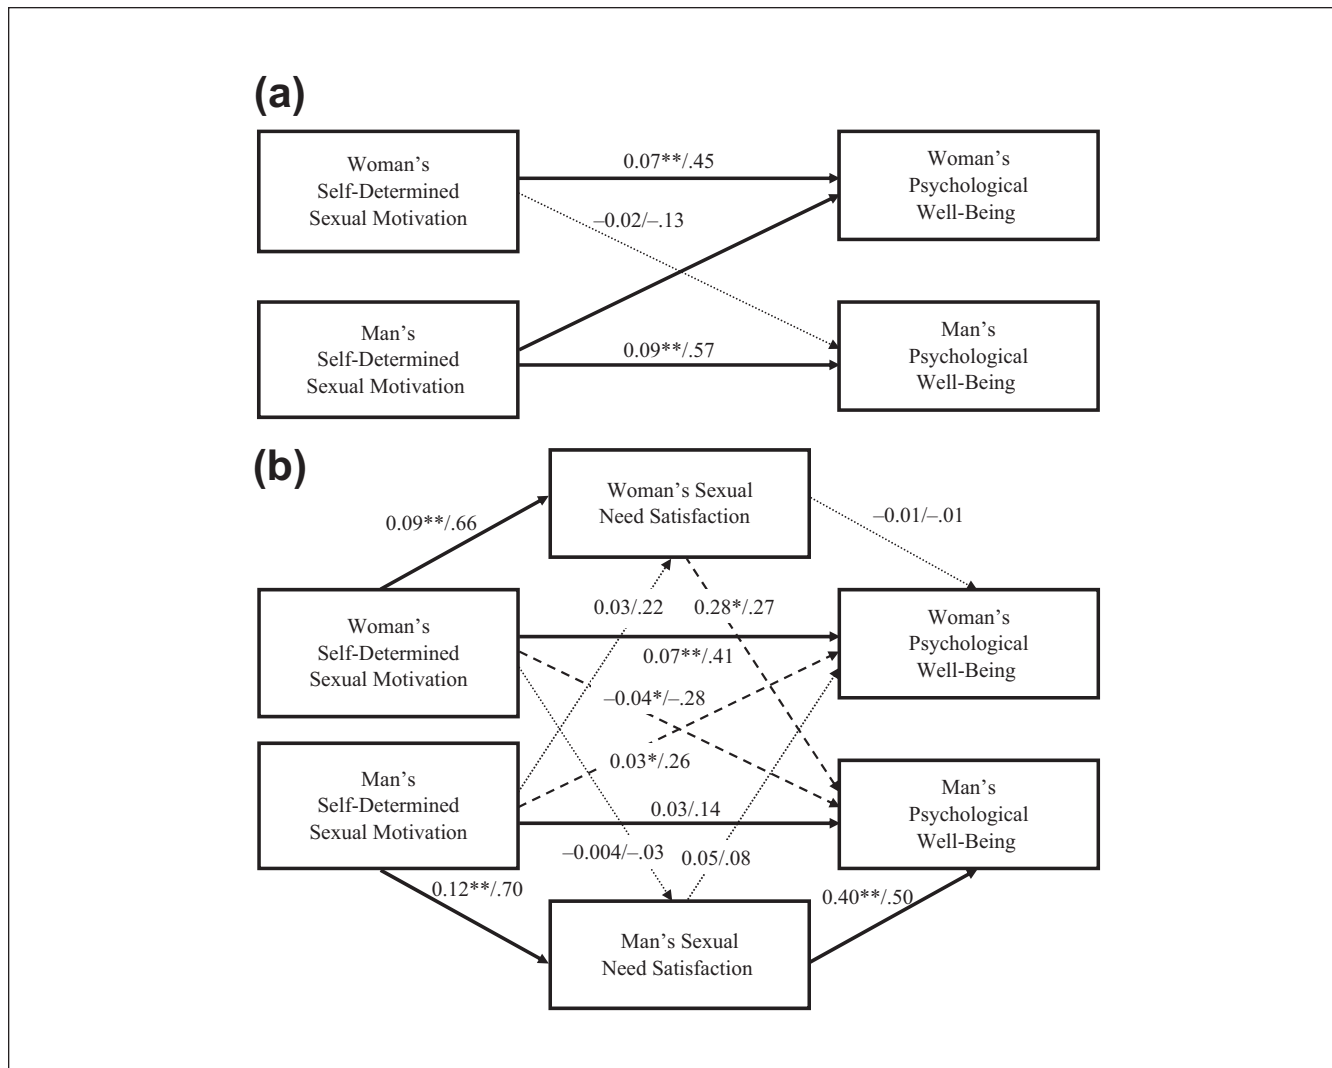 (a)
Woman's
Self-Determined
Sexual Motivation
0.07**/.45
Woman's
Psychological
Well-Being
–0.02/–.13
Man's
Self-Determined
Sexual Motivation
0.09**/.57
Man's
Psychological
Well-Being
(b)
Woman's Sexual
Need Satisfaction
0.09**/.66
–0.01/–.01
Woman's
Self-Determined
Sexual Motivation
0.03/.22
0.28*/.27
0.07**/.41
Woman's
Psychological
Well-Being
–0.04*/–.28
0.03*/.26
Man's
Self-Determined
Sexual Motivation
0.03/.14
Man's
Psychological
Well-Being
–0.004/–.03
0.05/.08
0.12**/.70
0.40**/.50
Man's Sexual
Need Satisfaction